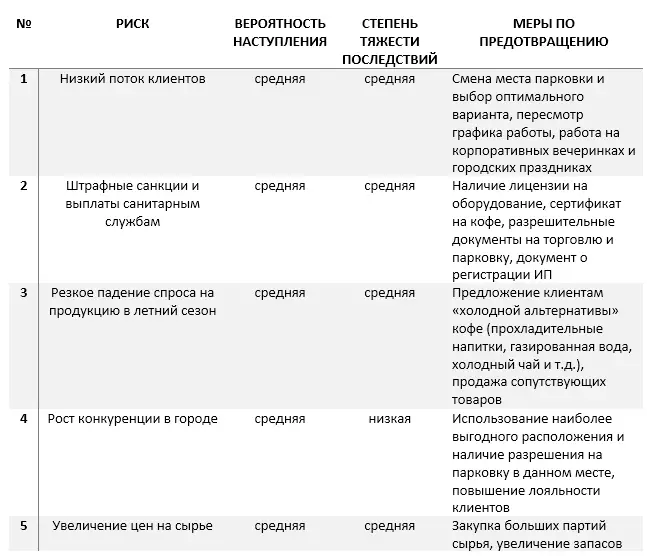 № РИСК ВЕРОЯТНОСТЬ НАСТУПЛЕНИЯ СТЕПЕНЬ ТЯЖЕСТИ ПОСЛЕДСТВИЙ МЕРЫ ПО ПРЕДОТВРАЩЕНИЮ
1 Низкий поток клиентов средняя средняя Смена места парковки и
выбор оптимального
варианта, пересмотр
графика работы, работа на
корпоративных вечеринках и
городских праздниках
2 Штрафные санкции и средняя средняя Наличие лицензии на
выплаты санитарным оборудование, сертификат
службам на кофе, разрешительные
документы на торговлю и
парковку, документ о
регистрации ИП
3 Резкое падение спроса на средняя средняя Предложение клиентам
продукцию в летний сезон «холодной альтернативы»
кофе (прохладительные
напитки, газированная вода,
холодный чай и т.д.),
продажа сопутствующих
товаров
4 Рост конкуренции в городе средняя низкая Использование наиболее
выгодного расположения и
наличие разрешения на
парковку в данном месте,
повышение лояльности
клиентов
5 Увеличение цен на сырье средняя средняя Закупка больших партий
сырья, увеличение запасов